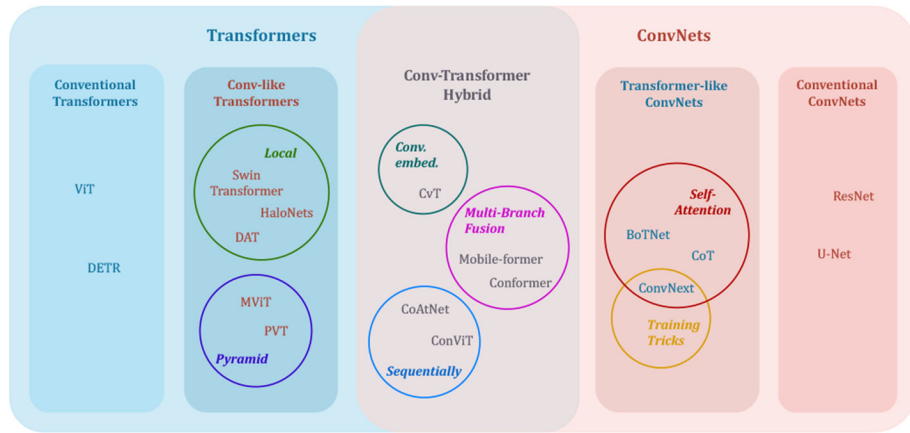 Transformers
ConvNets
Conventional
Transformers
ViT
DETR
Conv-like
Transformers
Local
Swin
Transformer
HaloNets
DAT
MViT
PVT
Pyramid
Conv-Transformer
Hybrid
Conv.
embed.
CvT
Multi-Branch
Fusion
Mobile-former
Conformer
CoAtNet
ConViT
Sequentially
Transformer-like
ConvNets
Self-
Attention
BoTNet
CoT
ConvNext
Training
Tricks
Conventional
ConvNets
ResNet
U-Net